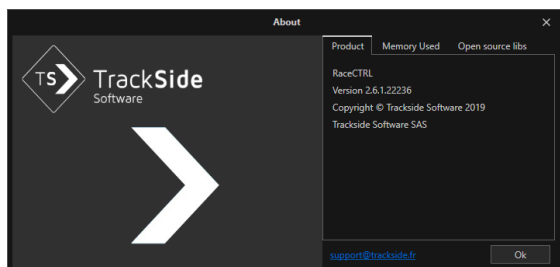 About
TS
TrackSide
Software
Product Memory Used Open source libs
RaceCTRL
Version 2.6.1.22236
Copyright © Trackside Software 2019
Trackside Software SAS
support@trackside.fr
Ok